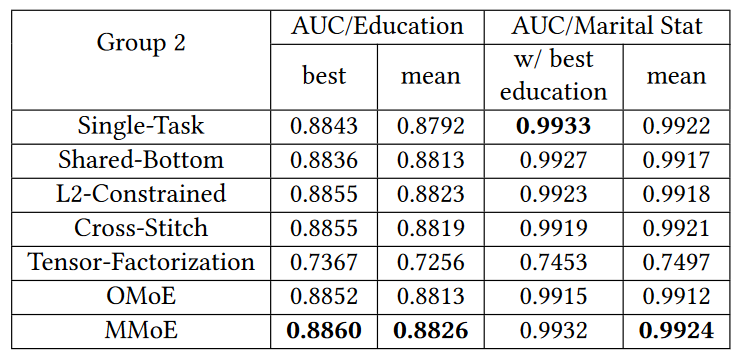 Group 2 AUC/Education AUC/Marital Stat
best mean w/ best education mean
Single-Task 0.8843 0.8792 0.9933 0.9922
Shared-Bottom 0.8836 0.8813 0.9927 0.9917
L2-Constrained 0.8855 0.8823 0.9923 0.9918
Cross-Stitch 0.8855 0.8819 0.9919 0.9921
Tensor-Factorization 0.7367 0.7256 0.7453 0.7497
OMoE 0.8852 0.8813 0.9915 0.9912
MMoE 0.8860 0.8826 0.9932 0.9924